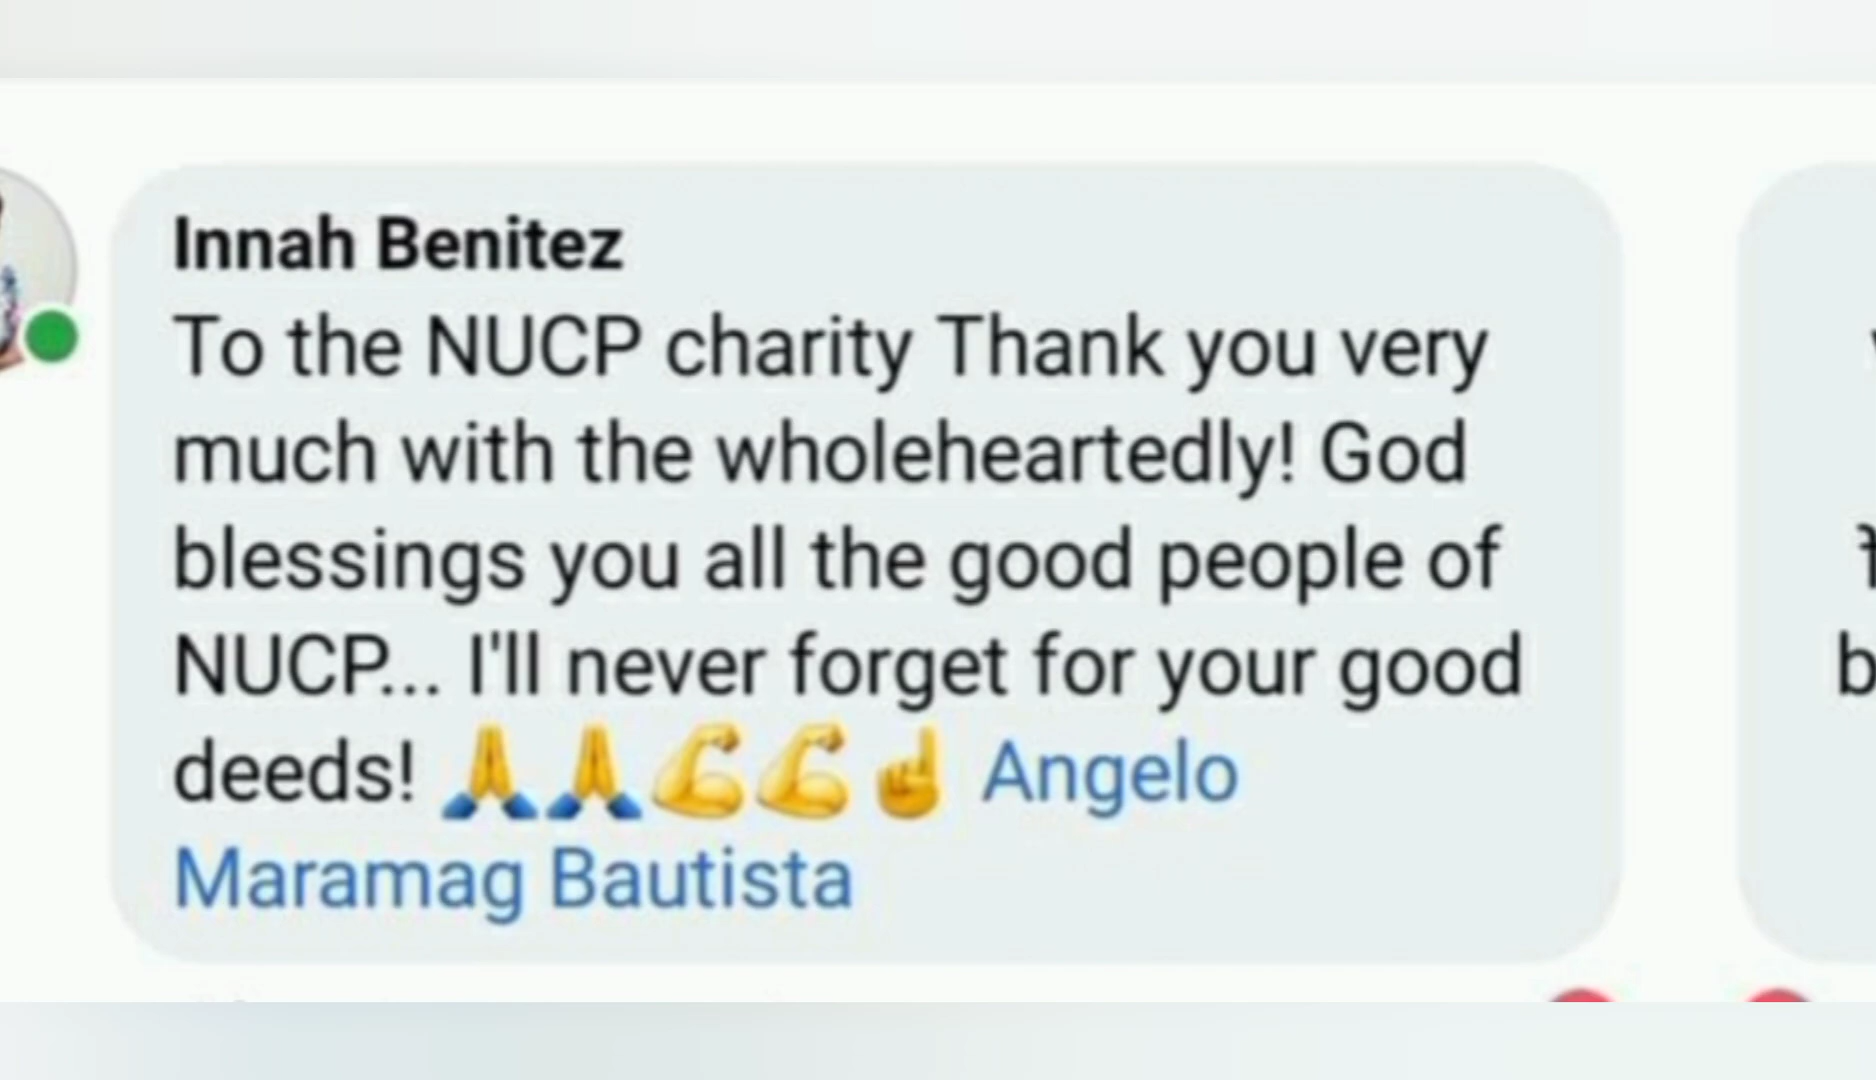 Innah Benitez
To the NUCP charity Thank you very
much with the wholeheartedly! God
blessings you all the good people of
NUCP... I'll never forget for your good
deeds! 🙏🙏💪💪☝ Angelo
Maramag Bautista